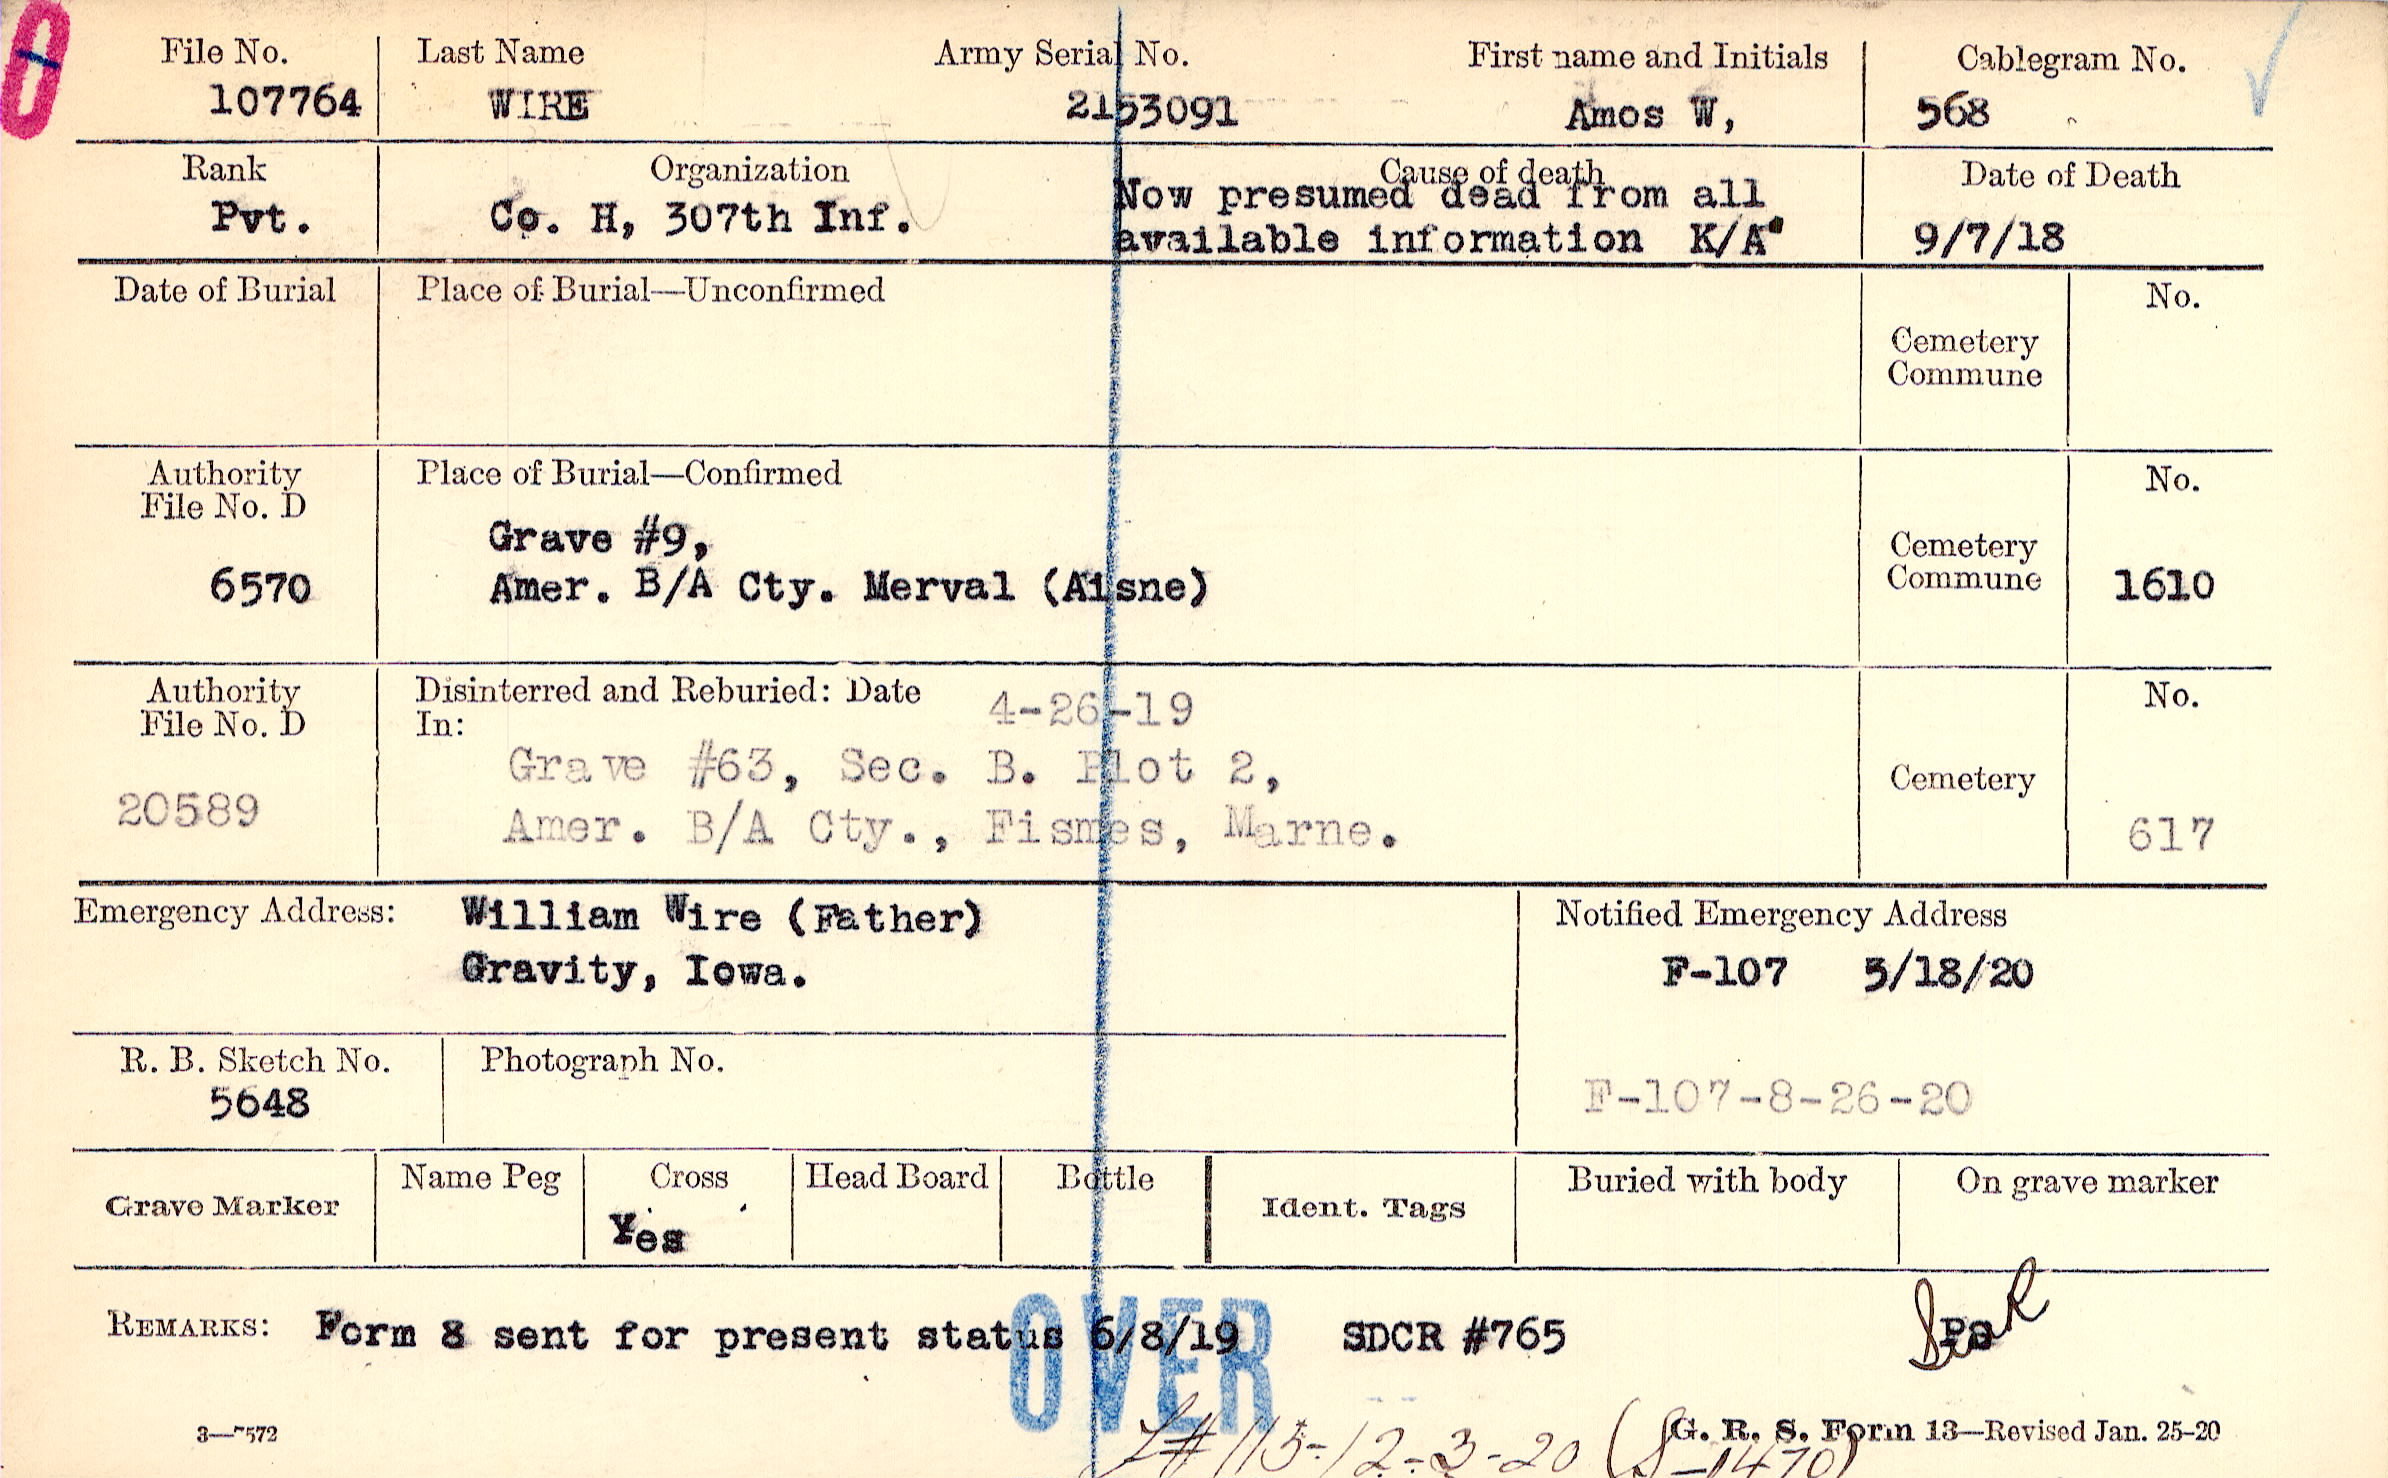 File No. Last Name Army Serial No. First name and Initials Cablegram No.
107764 WIRE 2153091 Amos W, 568
Rank Organization Cause of death Date of Death
Pvt. Co. H, 307th Inf. Now presumed dead from all
available information K/A 9/7/18
Date of Burial Place of Burial—Unconfirmed No.
Cemetery
Commune
Authority Place of Burial—Confirmed No.
File No. D
Grave #9, Cemetery
6570 Amer. B/A Cty. Merval (Aisne) Commune 1610
Authority Disinterred and Reburied: Date 4-26-19 No.
File No. D In:
Grave #63, Sec. B. Plot 2, Cemetery
20589 Amer. B/A Cty., Fismes, Marne. 617
Emergency Address: William Wire (Father) Notified Emergency Address
Gravity, Iowa. F-107 5/18/20
R. B. Sketch No. Photograph No.
5648 F-107-8-26-20
Grave Marker Name Peg Cross Head Board Bottle Ident. Tags Buried with body On grave marker
Yes
REMARKS: Form 8 sent for present status 6/8/19 SDCR #765
OVER
3—7572 G. R. S. Form 13—Revised Jan. 25-20
L# 113-12-3-20 (S-1470)